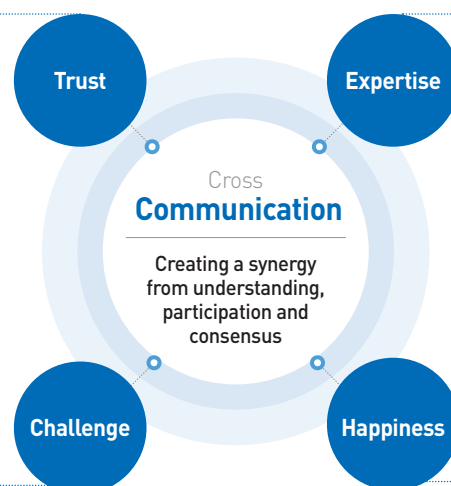 Trust
Expertise
Cross
Communication
Creating a synergy
from understanding,
participation and
consensus
Challenge
Happiness